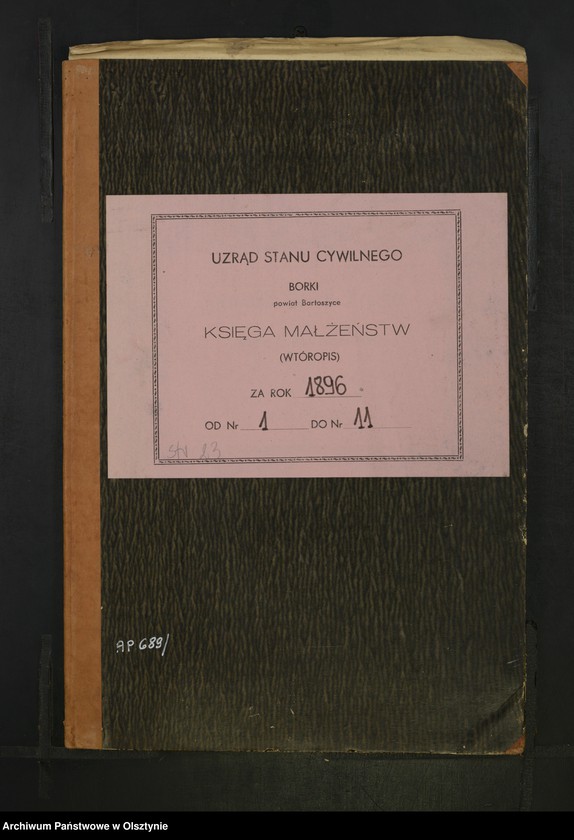 UZRĄD STANU CYWILNEGO
BORKI
powiat Bartoszyce
KSIĘGA MAŁŻEŃSTW
(WTÓROPIS)
ZA ROK 1896
OD Nr 1 DO Nr 11
AP 689/
Archiwum Państwowe w Olsztynie